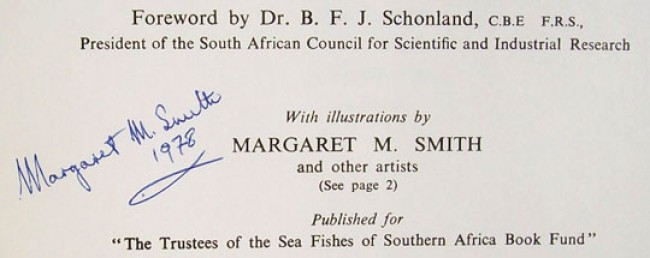 Foreword by Dr. B. F. J. Schonland, C.B.E F.R.S.,
President of the South African Council for Scientific and Industrial Research
Margaret M. Smith
1978
With illustrations by
MARGARET M. SMITH
and other artists
(See page 2)
Published for
"The Trustees of the Sea Fishes of Southern Africa Book Fund"